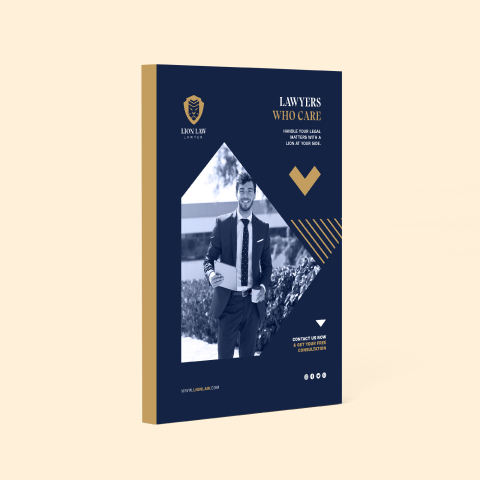 LION LAW
LAWYER
LAWYERS
WHO CARE
HANDLE YOUR LEGAL
MATTERS WITH A
LION AT YOUR SIDE.
CONTACT US NOW
& GET YOUR FREE
CONSULTATION
WWW.LIONLAW.COM